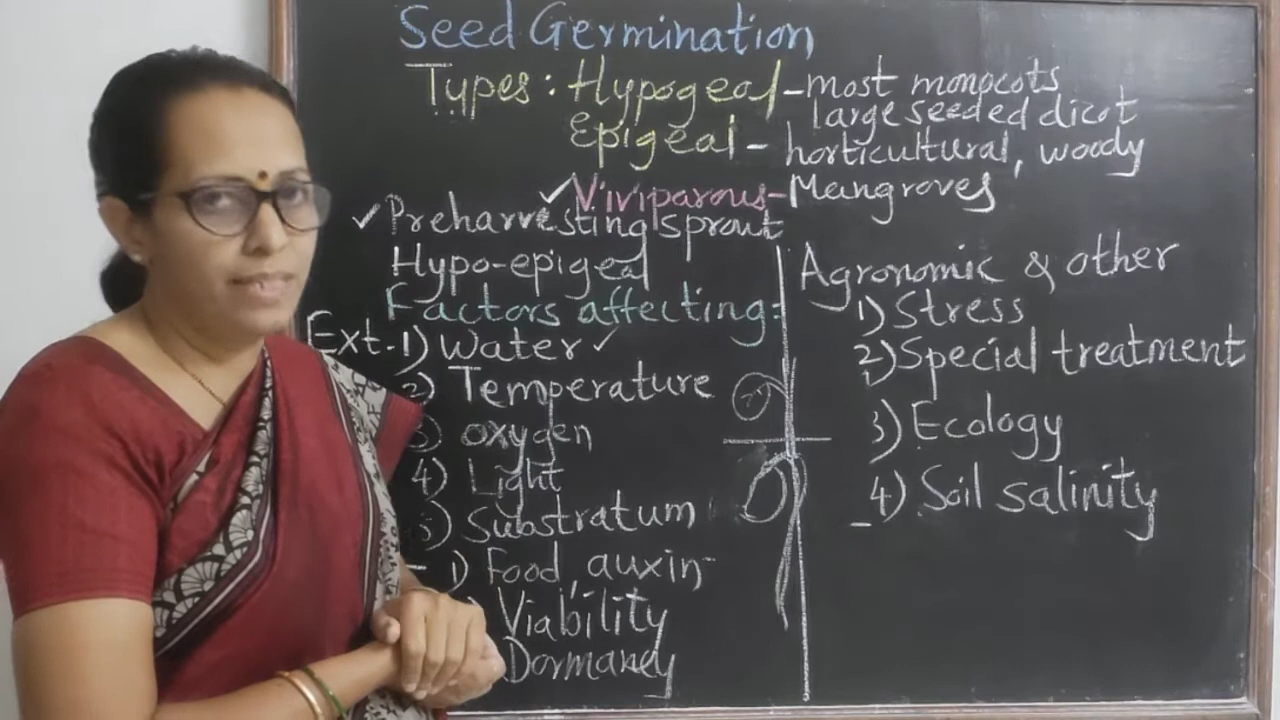 Seed Germination
Types: Hypogeal - most monocots
large seeded dicot
Epigeal - horticultural, woody
✓Viviparous - Mangroves
✓Preharvesting sprout
Hypo-epigeal
Factors affecting:
Ext. 1) Water ✓
2) Temperature
3) Oxygen
4) Light
5) Substratum
1) Food, auxin
Viability
Dormancy
Agronomic & other
1) Stress
2) Special treatment
3) Ecology
4) Soil salinity